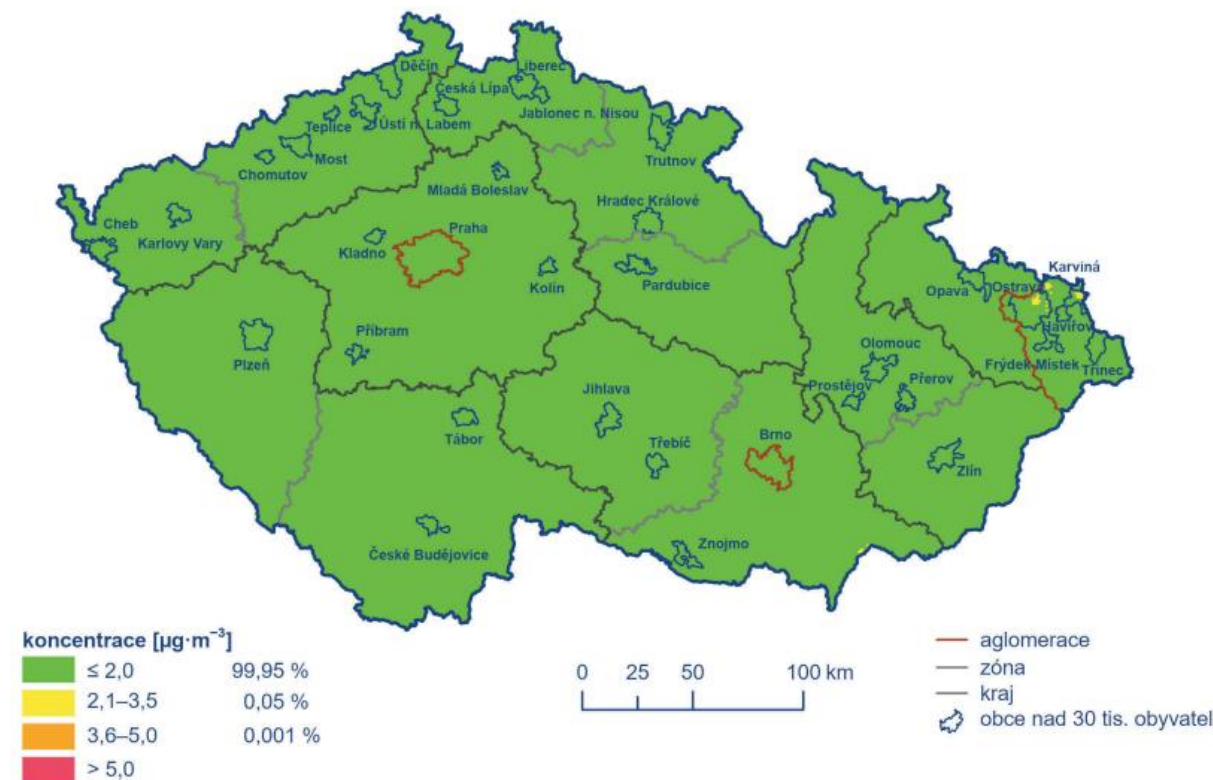 Děčín
Liberec
Česká Lípa
Jablonec n. Nisou
Teplice
Ústí n. Labem
Most
Chomutov
Trutnov
Mladá Boleslav
Hradec Králové
Cheb
Karlovy Vary
Praha
Kladno
Kolín
Pardubice
Karviná
Opava
Ostrav
Havířov
Příbram
Plzeň
Olomouc
Frýdek Místek
Třinec
Prostějov
Přerov
Jihlava
Tábor
Třebíč
Brno
Zlín
České Budějovice
Znojmo
koncentrace [µg·m⁻³]
≤ 2,0 99,95 %
2,1–3,5 0,05 %
3,6–5,0 0,001 %
> 5,0
0 25 50 100 km
aglomerace
zóna
kraj
obce nad 30 tis. obyvatel